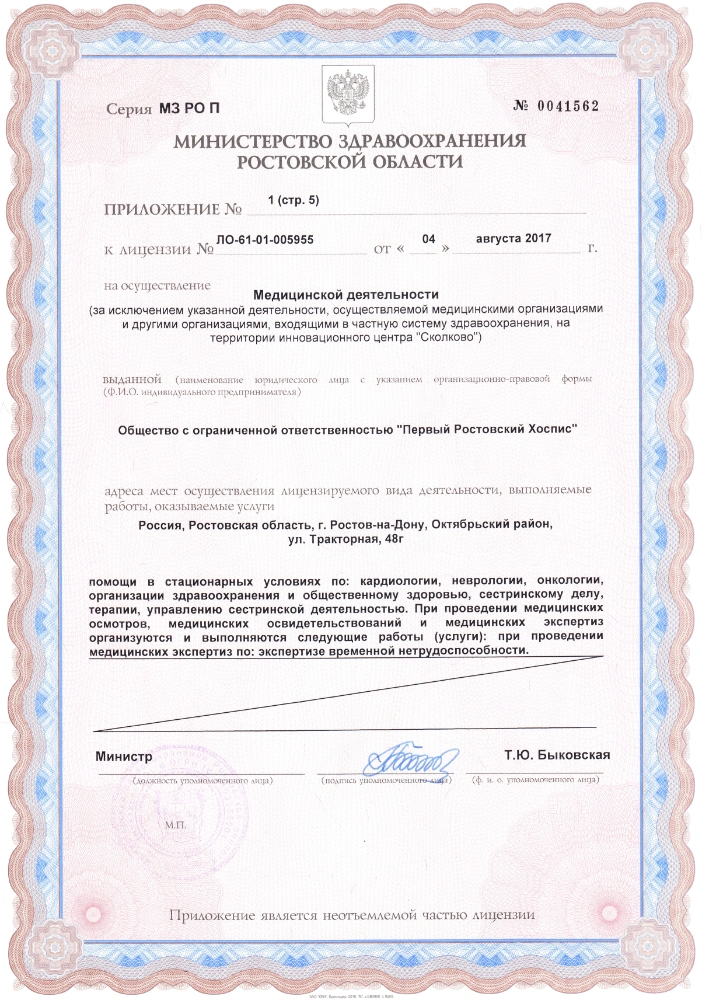 Серия МЗ РО П
№ 0041562
МИНИСТЕРСТВО ЗДРАВООХРАНЕНИЯ
РОСТОВСКОЙ ОБЛАСТИ
ПРИЛОЖЕНИЕ № 1 (стр. 5)
к лицензии № ЛО-61-01-005955 от « 04 » августа 2017 г.
на осуществление
Медицинской деятельности
(за исключением указанной деятельности, осуществляемой медицинскими организациями
и другими организациями, входящими в частную систему здравоохранения, на
территории инновационного центра "Сколково")
выданной (наименование юридического лица с указанием организационно-правовой формы
(Ф.И.О. индивидуального предпринимателя)
Общество с ограниченной ответственностью "Первый Ростовский Хоспис"
адреса мест осуществления лицензируемого вида деятельности, выполняемые
работы, оказываемые услуги
Россия, Ростовская область, г. Ростов-на-Дону, Октябрьский район,
ул. Тракторная, 48г
помощи в стационарных условиях по: кардиологии, неврологии, онкологии,
организации здравоохранения и общественному здоровью, сестринскому делу,
терапии, управлению сестринской деятельностью. При проведении медицинских
осмотров, медицинских освидетельствований и медицинских экспертиз
организуются и выполняются следующие работы (услуги): при проведении
медицинских экспертиз по: экспертизе временной нетрудоспособности.
Министр
Т.Ю. Быковская
(должность уполномоченного лица) (подпись уполномоченного лица) (ф. и. о. уполномоченного лица)
М.П.
Приложение является неотъемлемой частью лицензии